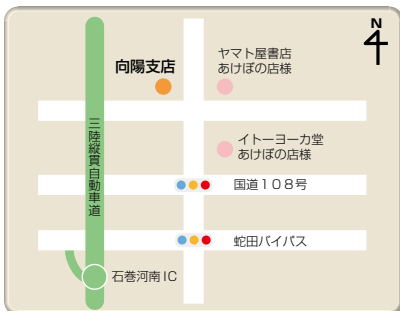 N
向陽支店
ヤマト屋書店
あけぼの店様
三陸縦貫自動車道
イトーヨーカ堂
あけぼの店様
国道108号
蛇田バイパス
石巻河南IC